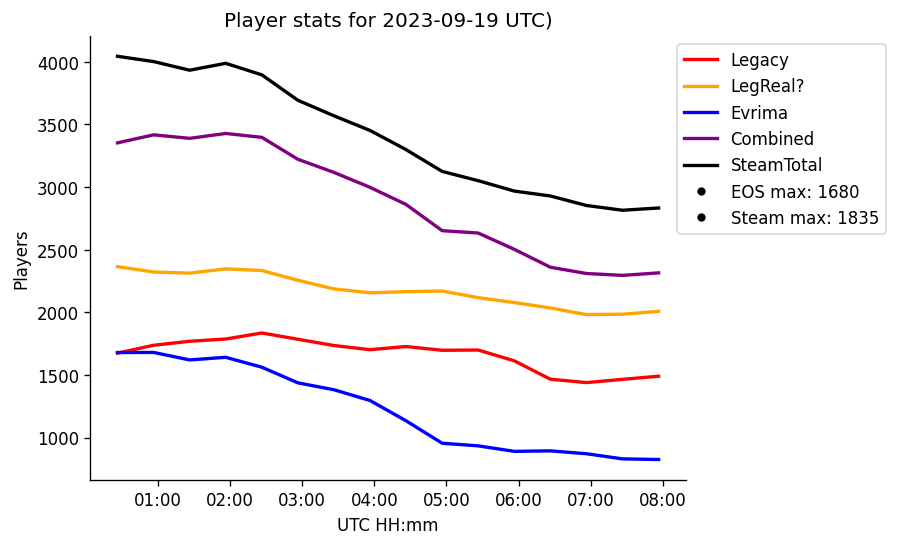 Player stats for 2023-09-19 UTC)
Legacy
LegReal?
Evrima
Combined
SteamTotal
EOS max: 1680
Steam max: 1835
Players
4000
3500
3000
2500
2000
1500
1000
01:00 02:00 03:00 04:00 05:00 06:00 07:00 08:00
UTC HH:mm